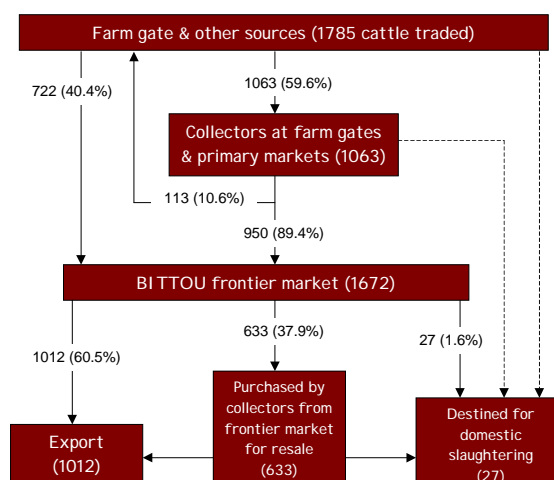 Farm gate & other sources (1785 cattle traded)
722 (40.4%)
1063 (59.6%)
Collectors at farm gates
& primary markets (1063)
113 (10.6%)
950 (89.4%)
BITTOU frontier market (1672)
1012 (60.5%)
633 (37.9%)
27 (1.6%)
Export
(1012)
Purchased by
collectors from
frontier market
for resale
(633)
Destined for
domestic
slaughtering
(27)